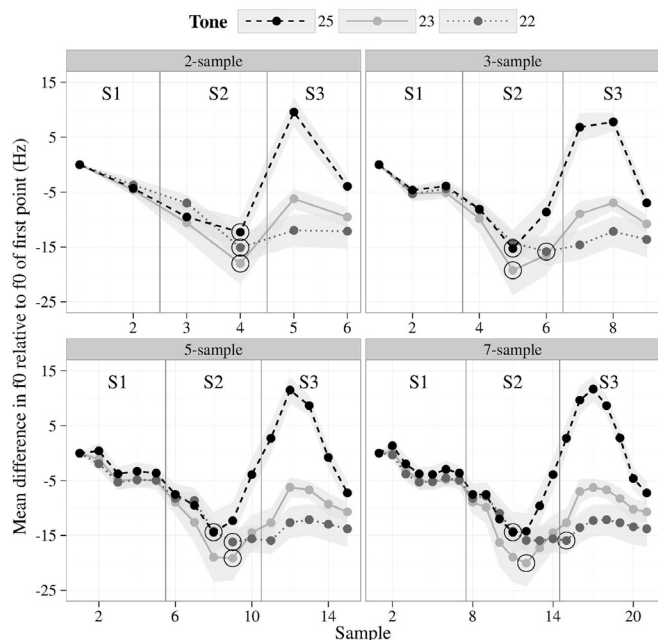 Tone 25 23 22
2-sample 3-sample
S1 S2 S3 S1 S2 S3
15
5
-5
-15
-25
2 3 4 5 6 2 4 6 8
5-sample 7-sample
S1 S2 S3 S1 S2 S3
15
5
-5
-15
-25
2 6 10 14 2 8 14 20
Mean difference in f0 relative to f0 of first point (Hz)
Sample